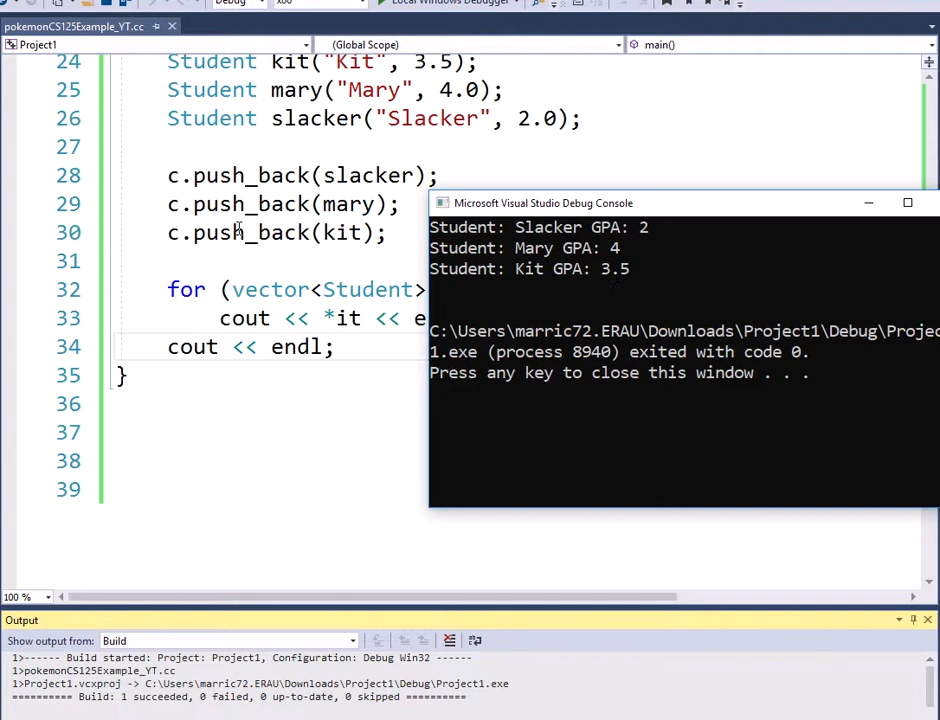 Debug
x86
Local Windows Debugger
pokemonCS125Example_YT.cc
Project1
(Global Scope)
main()
24 Student kit("Kit", 3.5);
25 Student mary("Mary", 4.0);
26 Student slacker("Slacker", 2.0);
27
28 c.push_back(slacker);
29 c.push_back(mary);
30 c.push_back(kit);
31
32 for (vector<Student>
33 cout << *it << e
34 cout << endl;
35 }
36
37
38
39
Microsoft Visual Studio Debug Console
Student: Slacker GPA: 2
Student: Mary GPA: 4
Student: Kit GPA: 3.5
C:\Users\marric72.ERAU\Downloads\Project1\Debug\Projec
1.exe (process 8940) exited with code 0.
Press any key to close this window . . .
100 %
Output
Show output from: Build
1>------ Build started: Project: Project1, Configuration: Debug Win32 ------
1>pokemonCS125Example_YT.cc
1>Project1.vcxproj -> C:\Users\marric72.ERAU\Downloads\Project1\Debug\Project1.exe
========== Build: 1 succeeded, 0 failed, 0 up-to-date, 0 skipped ==========